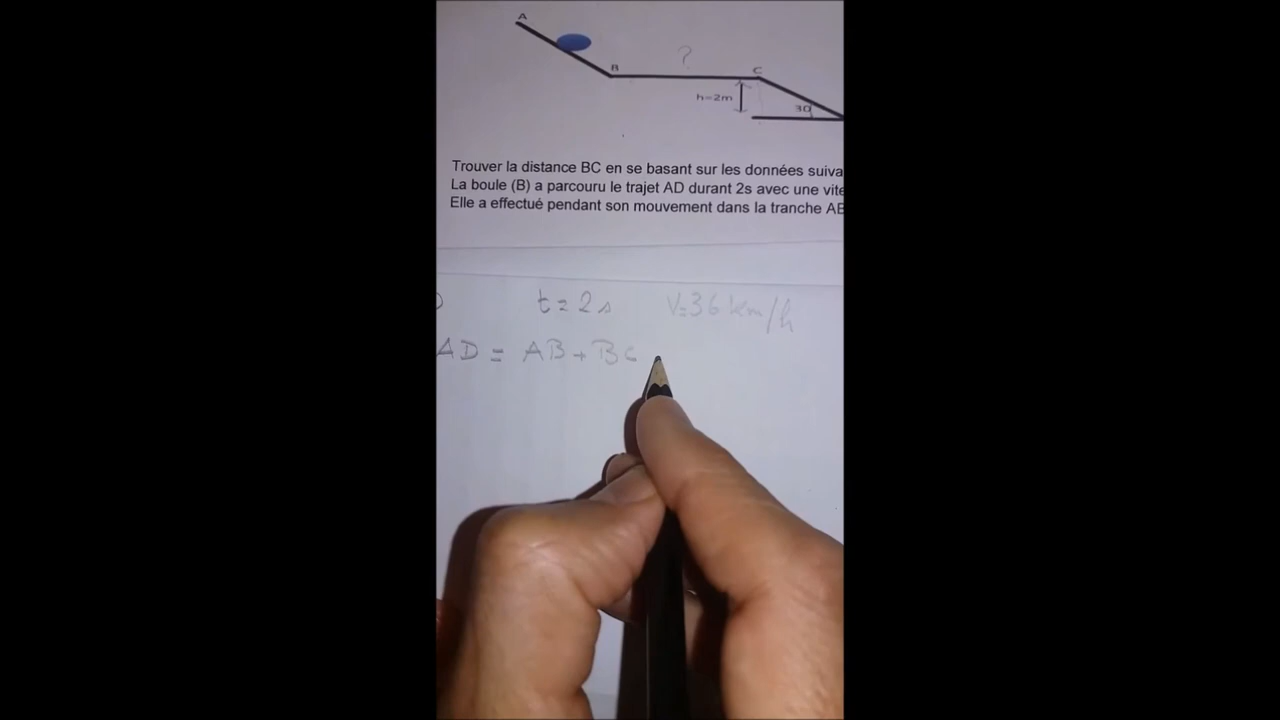 A
?
B
C
h=2m
30
Trouver la distance BC en se basant sur les données suiva
La boule (B) a parcouru le trajet AD durant 2s avec une vite
Elle a effectué pendant son mouvement dans la tranche AB
t = 2 s V=36 km/h
AD = AB + BC